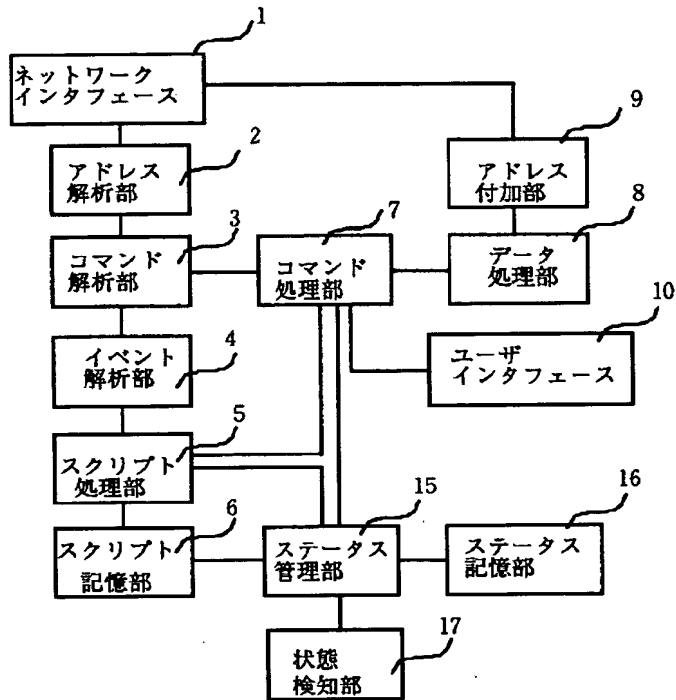 1
ネットワーク
インタフェース
2
アドレス
解析部
9
アドレス
付加部
3
コマンド
解析部
7
コマンド
処理部
8
データ
処理部
4
イベント
解析部
10
ユーザ
インタフェース
5
スクリプト
処理部
6
スクリプト
記憶部
15
ステータス
管理部
16
ステータス
記憶部
17
状態
検知部